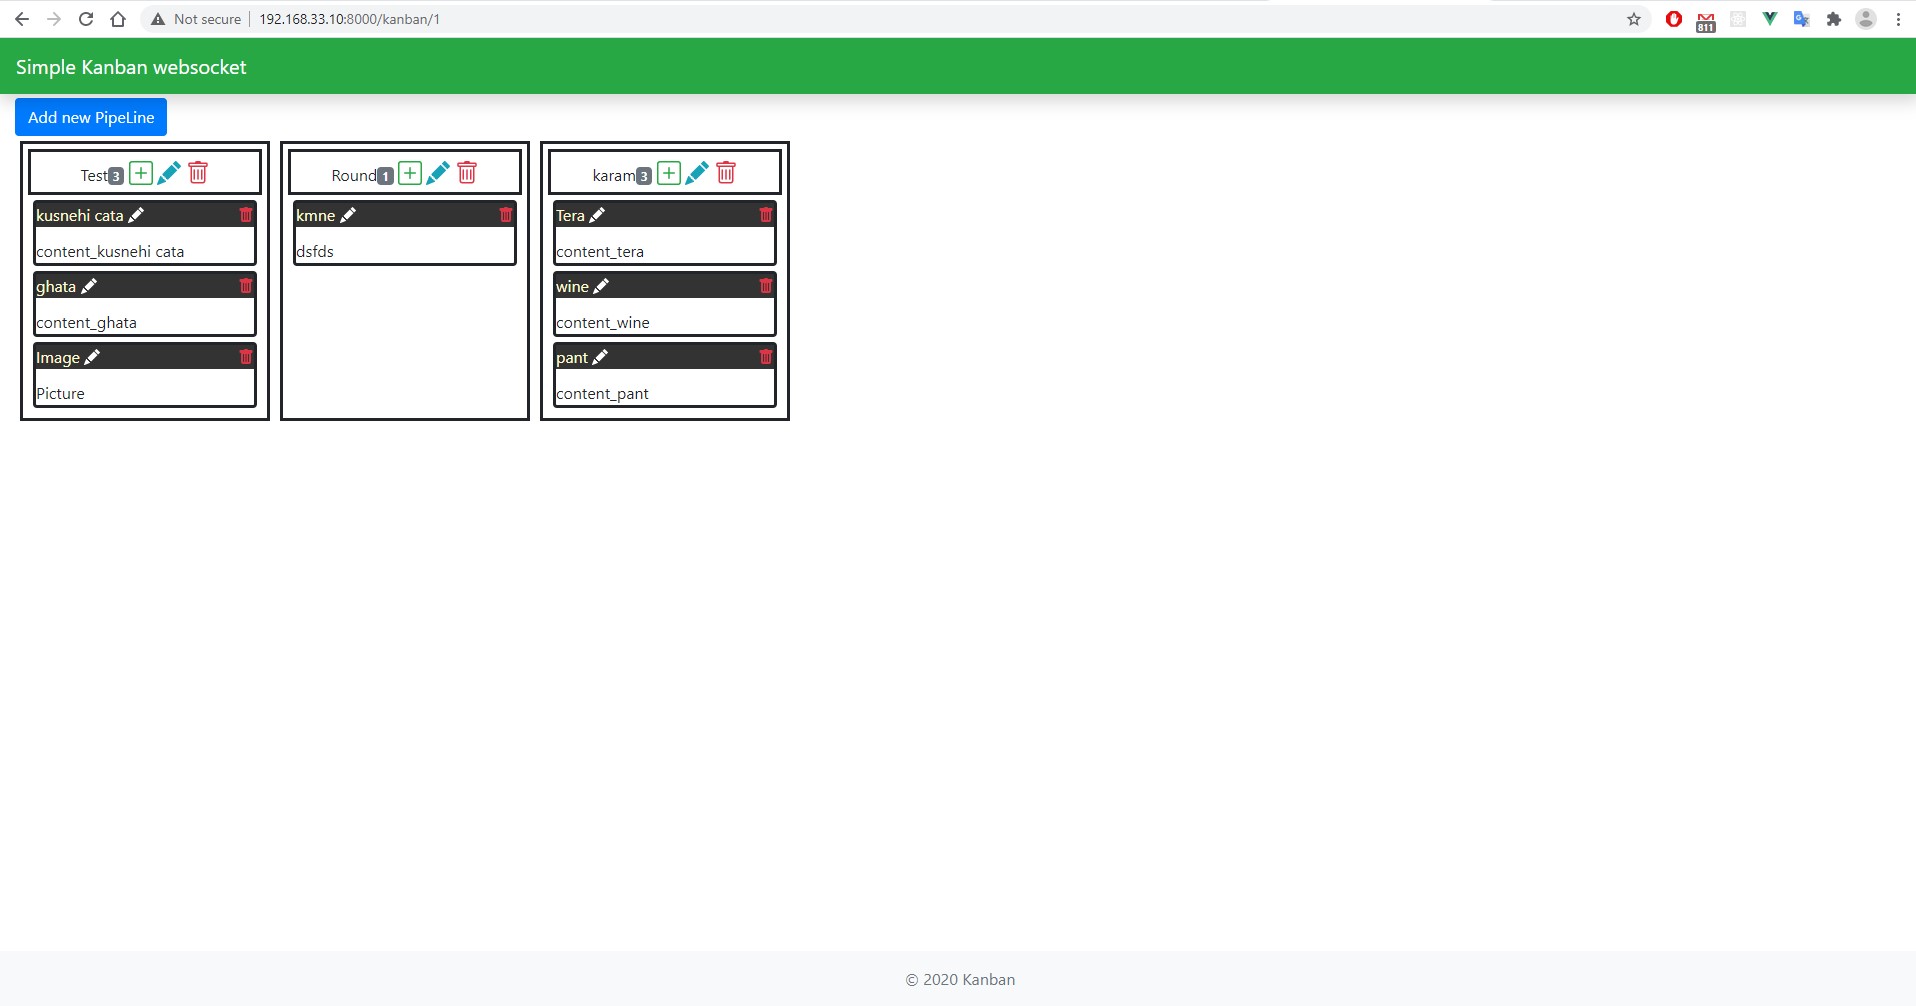 Not secure
192.168.33.10:8000/kanban/1
811
Simple Kanban websocket
Add new PipeLine
Test 3
kusnehi cata
content_kusnehi cata
ghata
content_ghata
Image
Picture
Round 1
kmne
dsfds
karam 3
Tera
content_tera
wine
content_wine
pant
content_pant
© 2020 Kanban